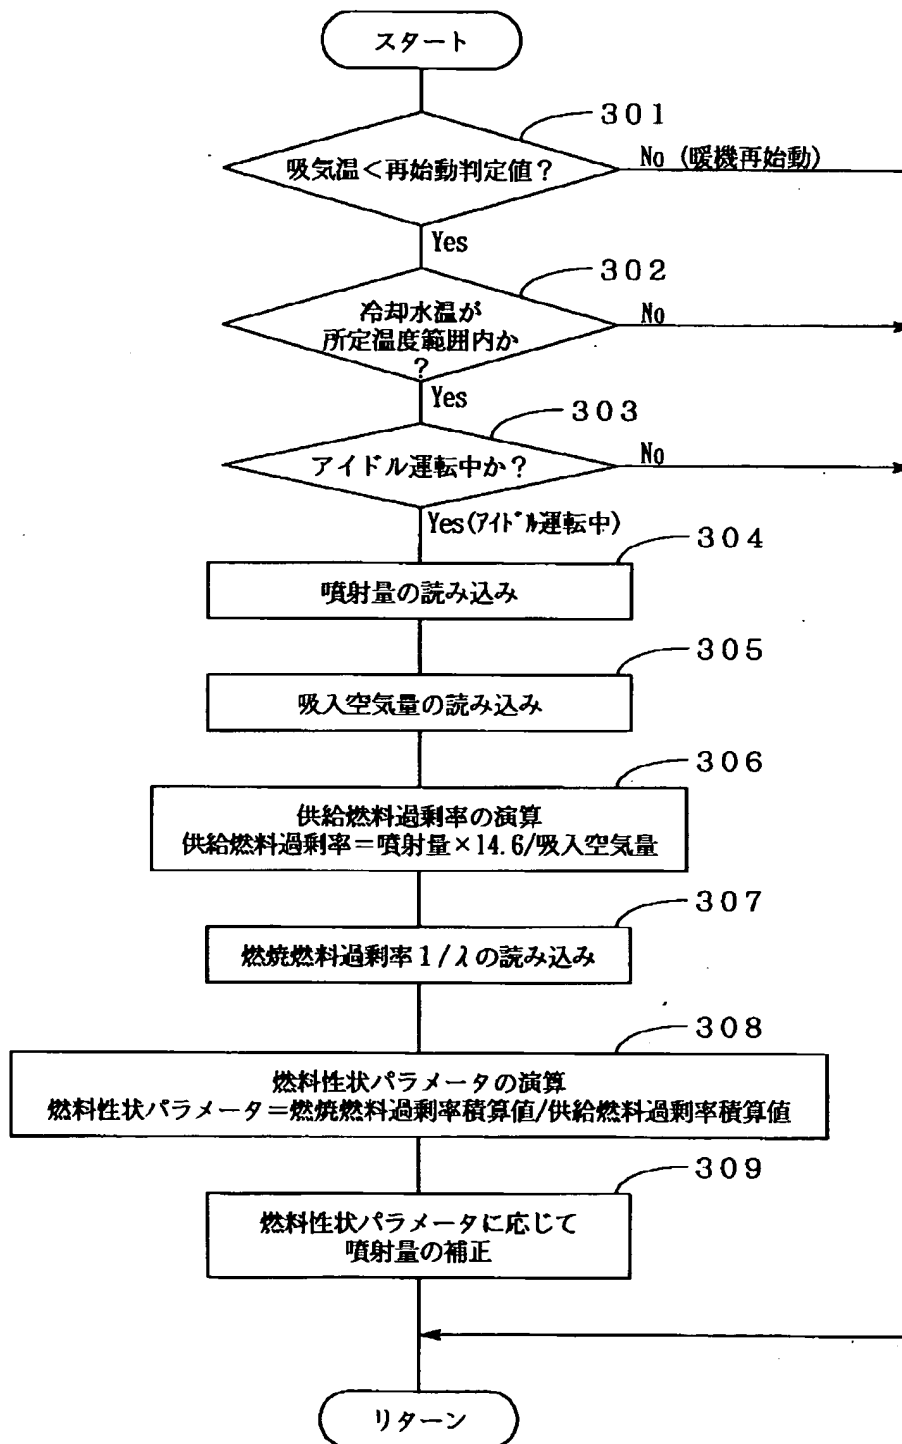 スタート
301
吸気温<再始動判定値?
No (暖機再始動)
Yes
302
冷却水温が
所定温度範囲内か
?
No
Yes
303
アイドル運転中か?
No
Yes(アイドル運転中)
304
噴射量の読み込み
305
吸入空気量の読み込み
306
供給燃料過剰率の演算
供給燃料過剰率=噴射量×14.6/吸入空気量
307
燃焼燃料過剰率1/λの読み込み
308
燃料性状パラメータの演算
燃料性状パラメータ=燃焼燃料過剰率積算値/供給燃料過剰率積算値
309
燃料性状パラメータに応じて
噴射量の補正
リターン